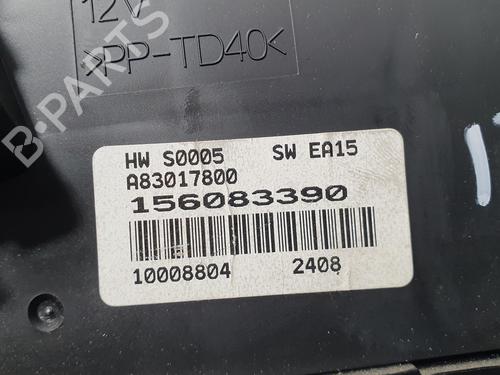 12V
>PP-TD40<
B-PARTS
HW S0005 SW EA15
A83017800
156083390
10008804 2408